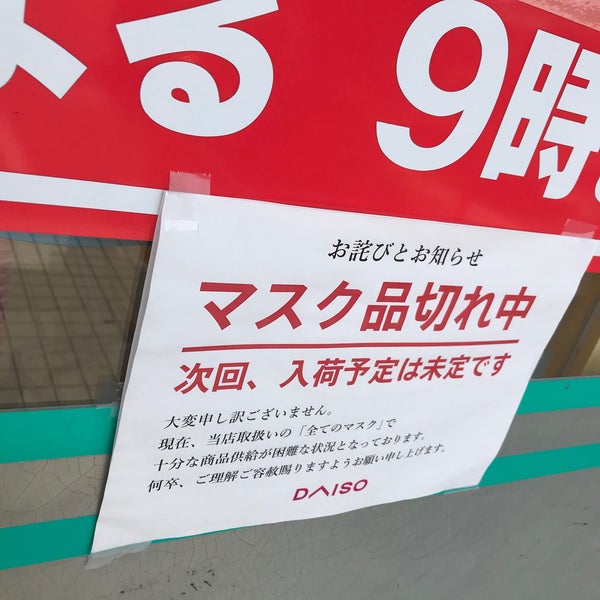 なる 9時
お詫びとお知らせ
マスク品切れ中
次回、入荷予定は未定です
大変申し訳ございません。
現在、当店取扱いの「全てのマスク」で
十分な商品供給が困難な状況となっております。
何卒、ご理解ご容赦賜りますようお願い申し上げます。
DAISO